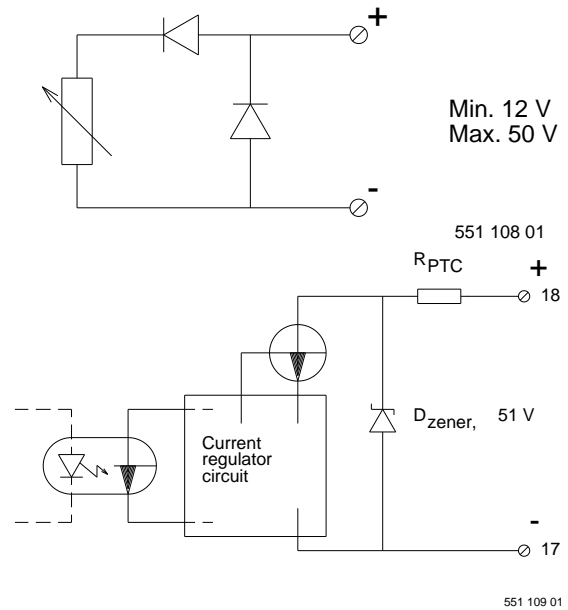 +
Min. 12 V
Max. 50 V
-
551 108 01
RPTC
+
18
Dzener, 51 V
Current
regulator
circuit
-
17
551 109 01